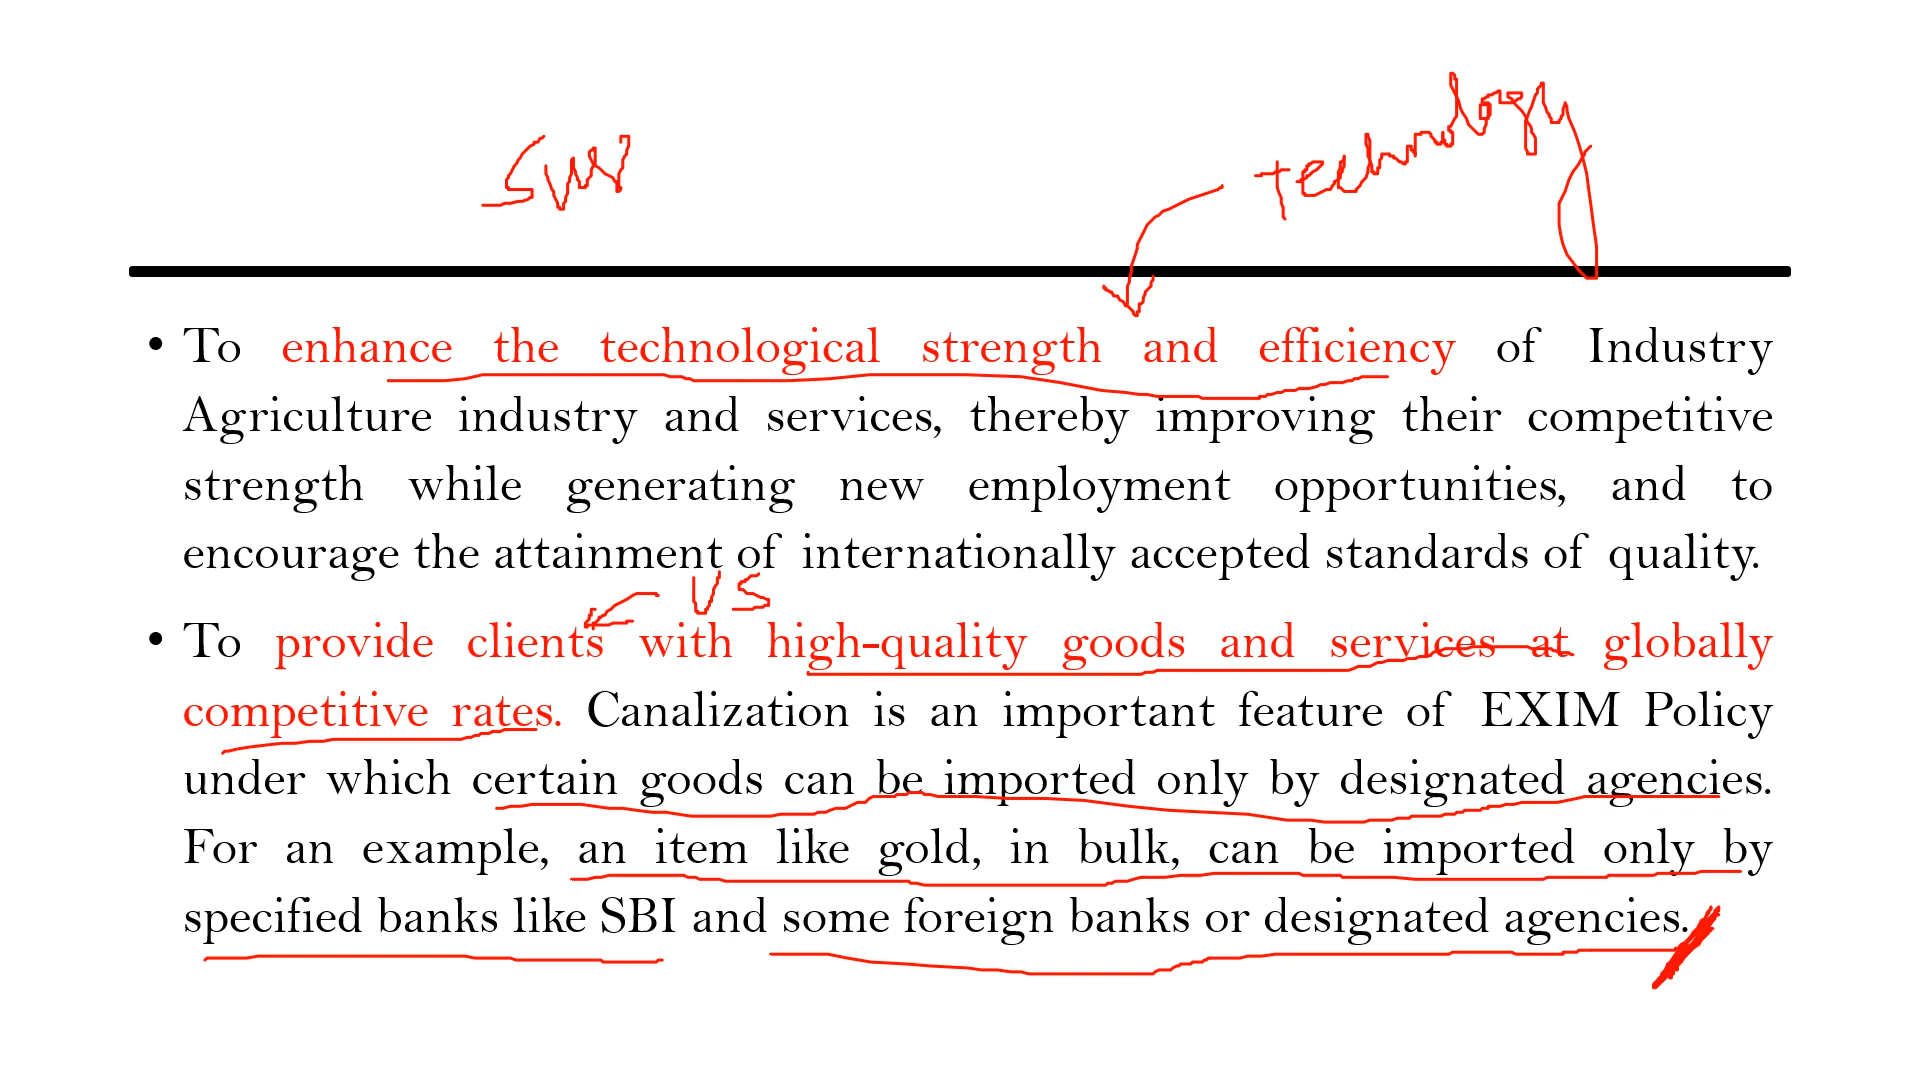 technology
• To enhance the technological strength and efficiency of Industry
Agriculture industry and services, thereby improving their competitive
strength while generating new employment opportunities, and to
encourage the attainment of internationally accepted standards of quality.
US
• To provide clients with high-quality goods and services at globally
competitive rates. Canalization is an important feature of EXIM Policy
under which certain goods can be imported only by designated agencies.
For an example, an item like gold, in bulk, can be imported only by
specified banks like SBI and some foreign banks or designated agencies.